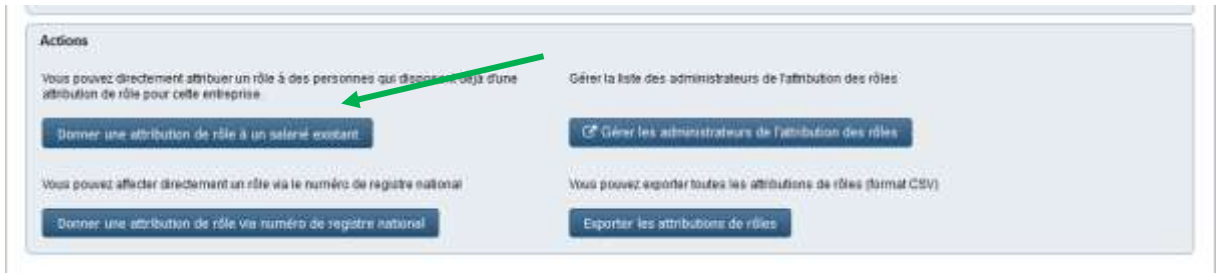 Actions
Vous pouvez directement attribuer un rôle à des personnes qui disposent déjà d'une
attribution de rôle pour cette entreprise.
Donner une attribution de rôle à un salarié existant
Gérer la liste des administrateurs de l'attribution des rôles
Gérer les administrateurs de l'attribution des rôles
Vous pouvez affecter directement un rôle via le numéro de registre national
Donner une attribution de rôle via numéro de registre national
Vous pouvez exporter toutes les attributions de rôles (format CSV)
Exporter les attributions de rôles